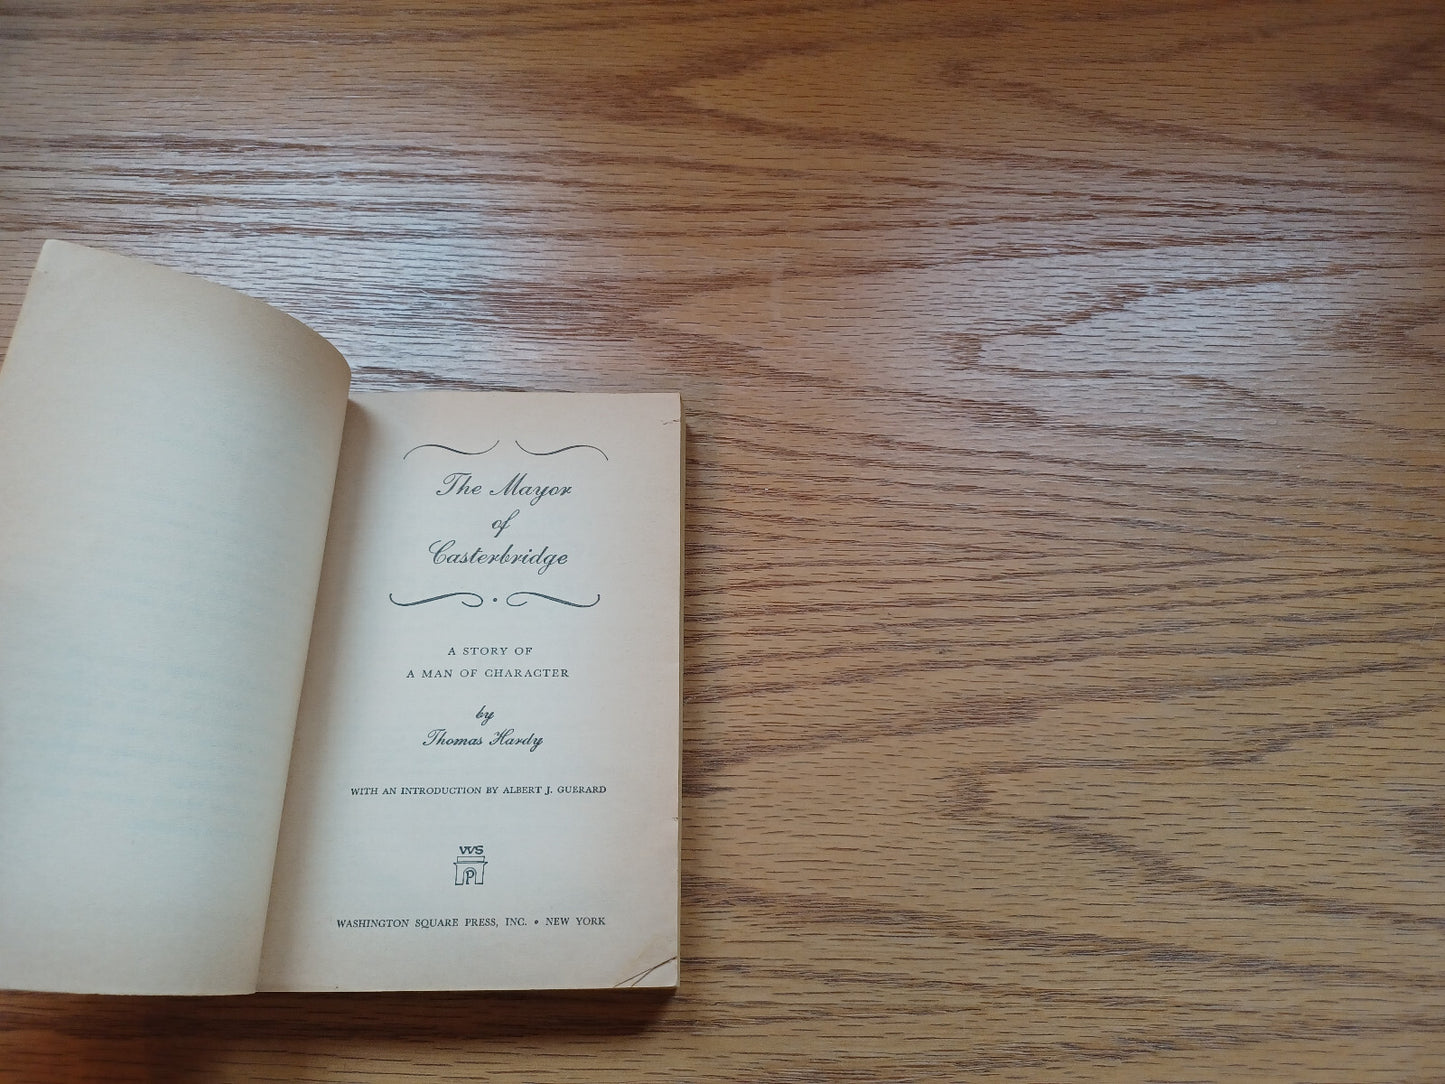 The Mayor
of
Casterbridge
A STORY OF
A MAN OF CHARACTER
by
Thomas Hardy
WITH AN INTRODUCTION BY ALBERT J. GUERARD
WS
P
WASHINGTON SQUARE PRESS, INC. • NEW YORK